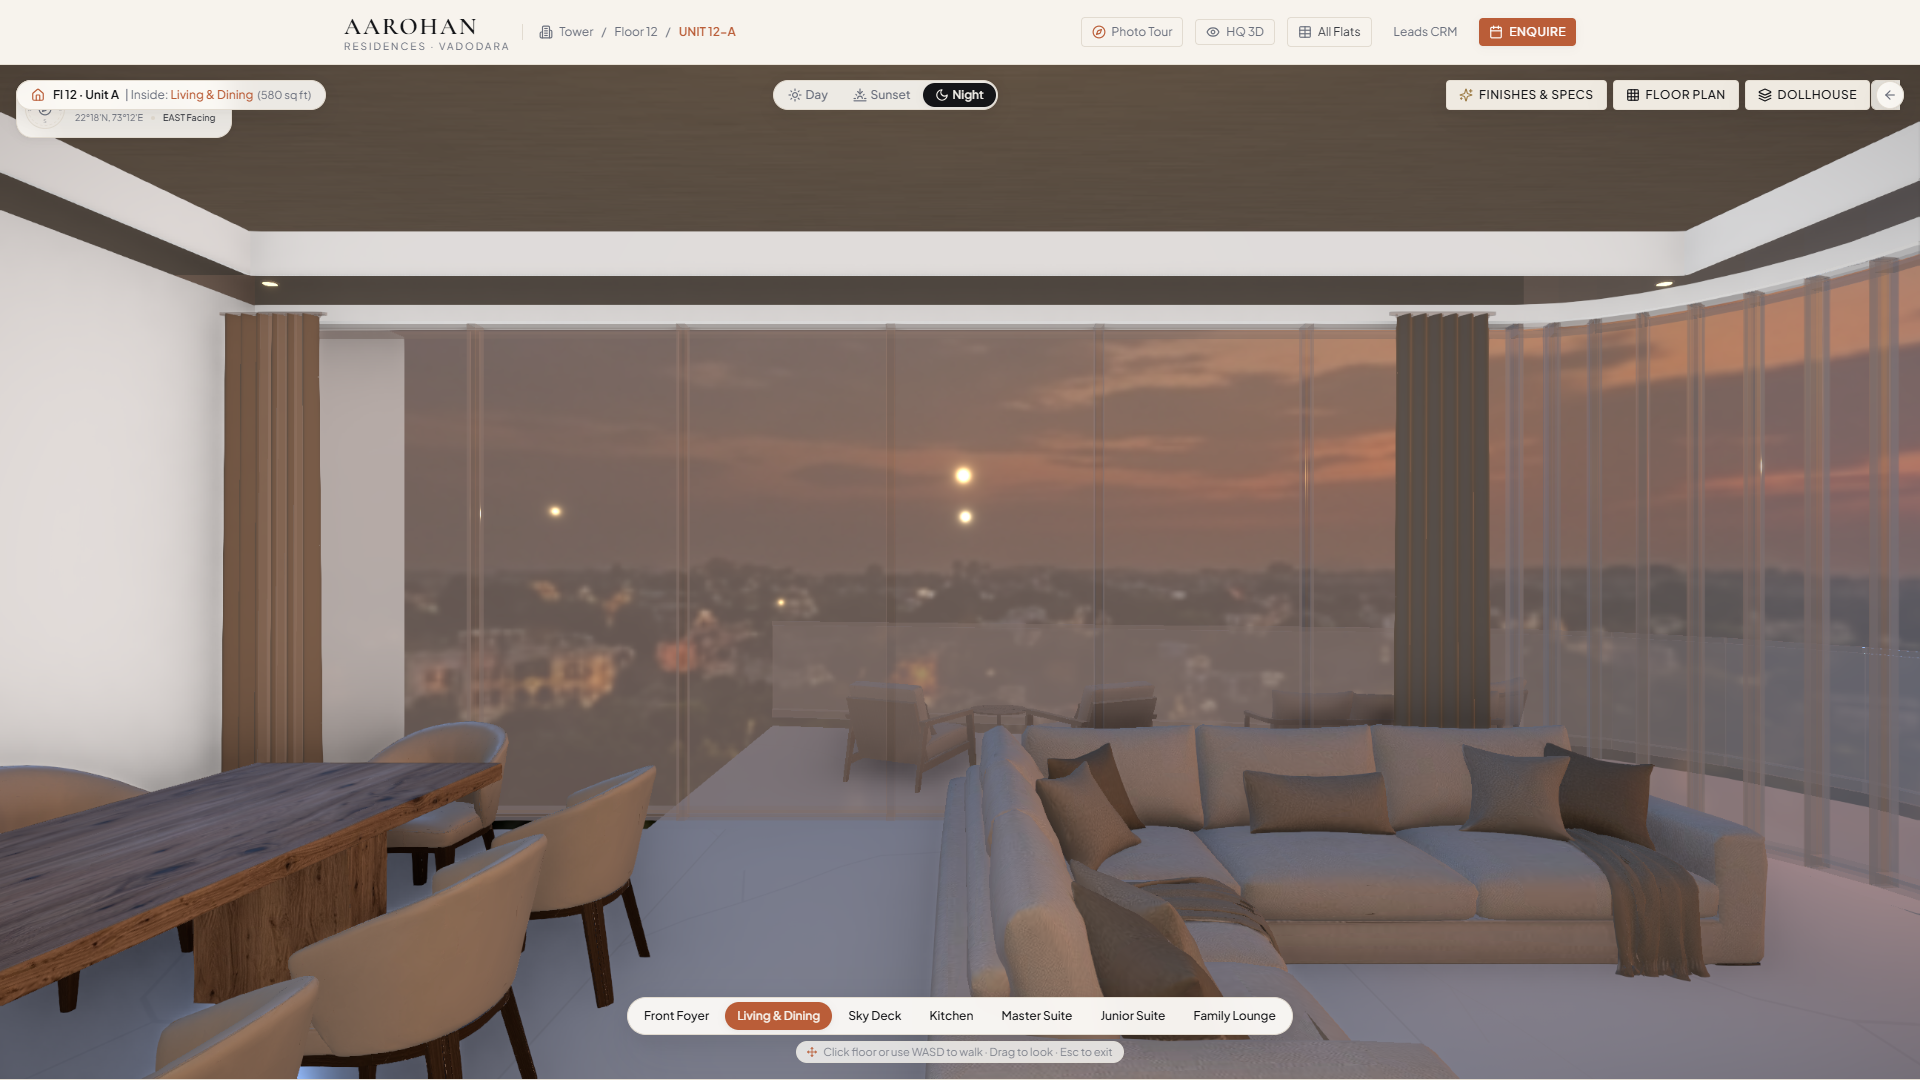 AAROHAN
RESIDENCES · VADODARA
Tower / Floor 12 / UNIT 12-A
Photo Tour
HQ 3D
All Flats
Leads CRM
ENQUIRE
Fl 12 · Unit A | Inside: Living & Dining (580 sq ft)
22°18'N, 73°12'E · EAST Facing
Day
Sunset
Night
FINISHES & SPECS
FLOOR PLAN
DOLLHOUSE
Front Foyer
Living & Dining
Sky Deck
Kitchen
Master Suite
Junior Suite
Family Lounge
Click floor or use WASD to walk · Drag to look · Esc to exit